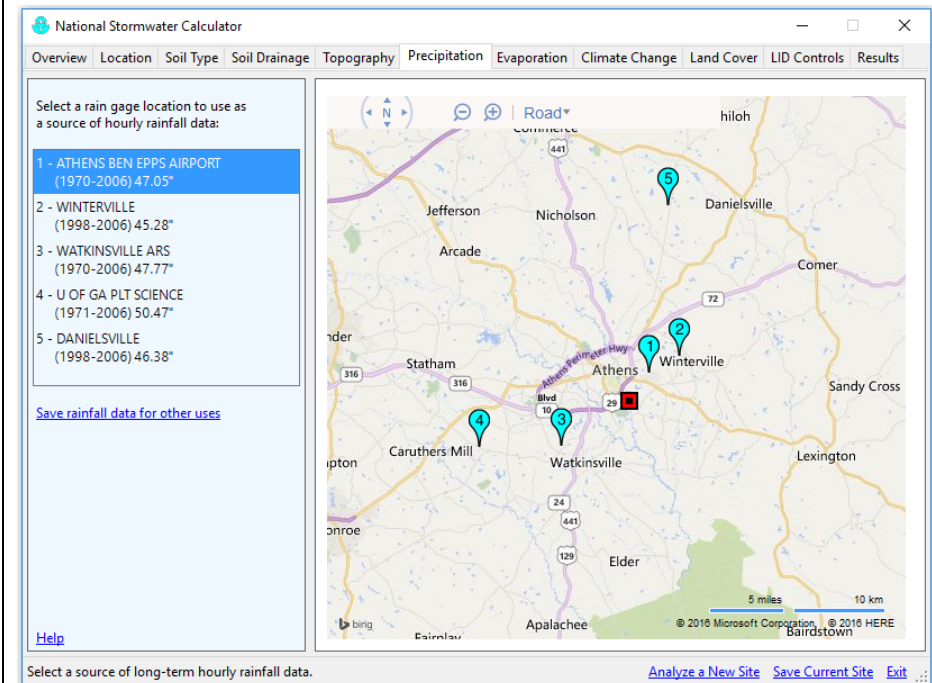 National Stormwater Calculator
Overview Location Soil Type Soil Drainage Topography Precipitation Evaporation Climate Change Land Cover LID Controls Results
Select a rain gage location to use as
a source of hourly rainfall data:
1 - ATHENS BEN EPPS AIRPORT
(1970-2006) 47.05"
2 - WINTERVILLE
(1998-2006) 45.28"
3 - WATKINSVILLE ARS
(1970-2006) 47.77"
4 - U OF GA PLT SCIENCE
(1971-2006) 50.47"
5 - DANIELSVILLE
(1998-2006) 46.38"
Save rainfall data for other uses
Help
N Road
Commerce
hiloh
441
5
Jefferson
Nicholson
Danielsville
Arcade
Comer
72
nder
2
1
Athens Perimeter Hwy
Winterville
Statham
Athens
316
316
Sandy Cross
Blvd
29
10
4
3
Caruthers Mill
Lexington
pton
Watkinsville
24
441
onroe
129
Elder
5 miles 10 km
bing
Apalachee
© 2016 Microsoft Corporation, © 2016 HERE
Bairdstown
Fairplay
Select a source of long-term hourly rainfall data.
Analyze a New Site Save Current Site Exit